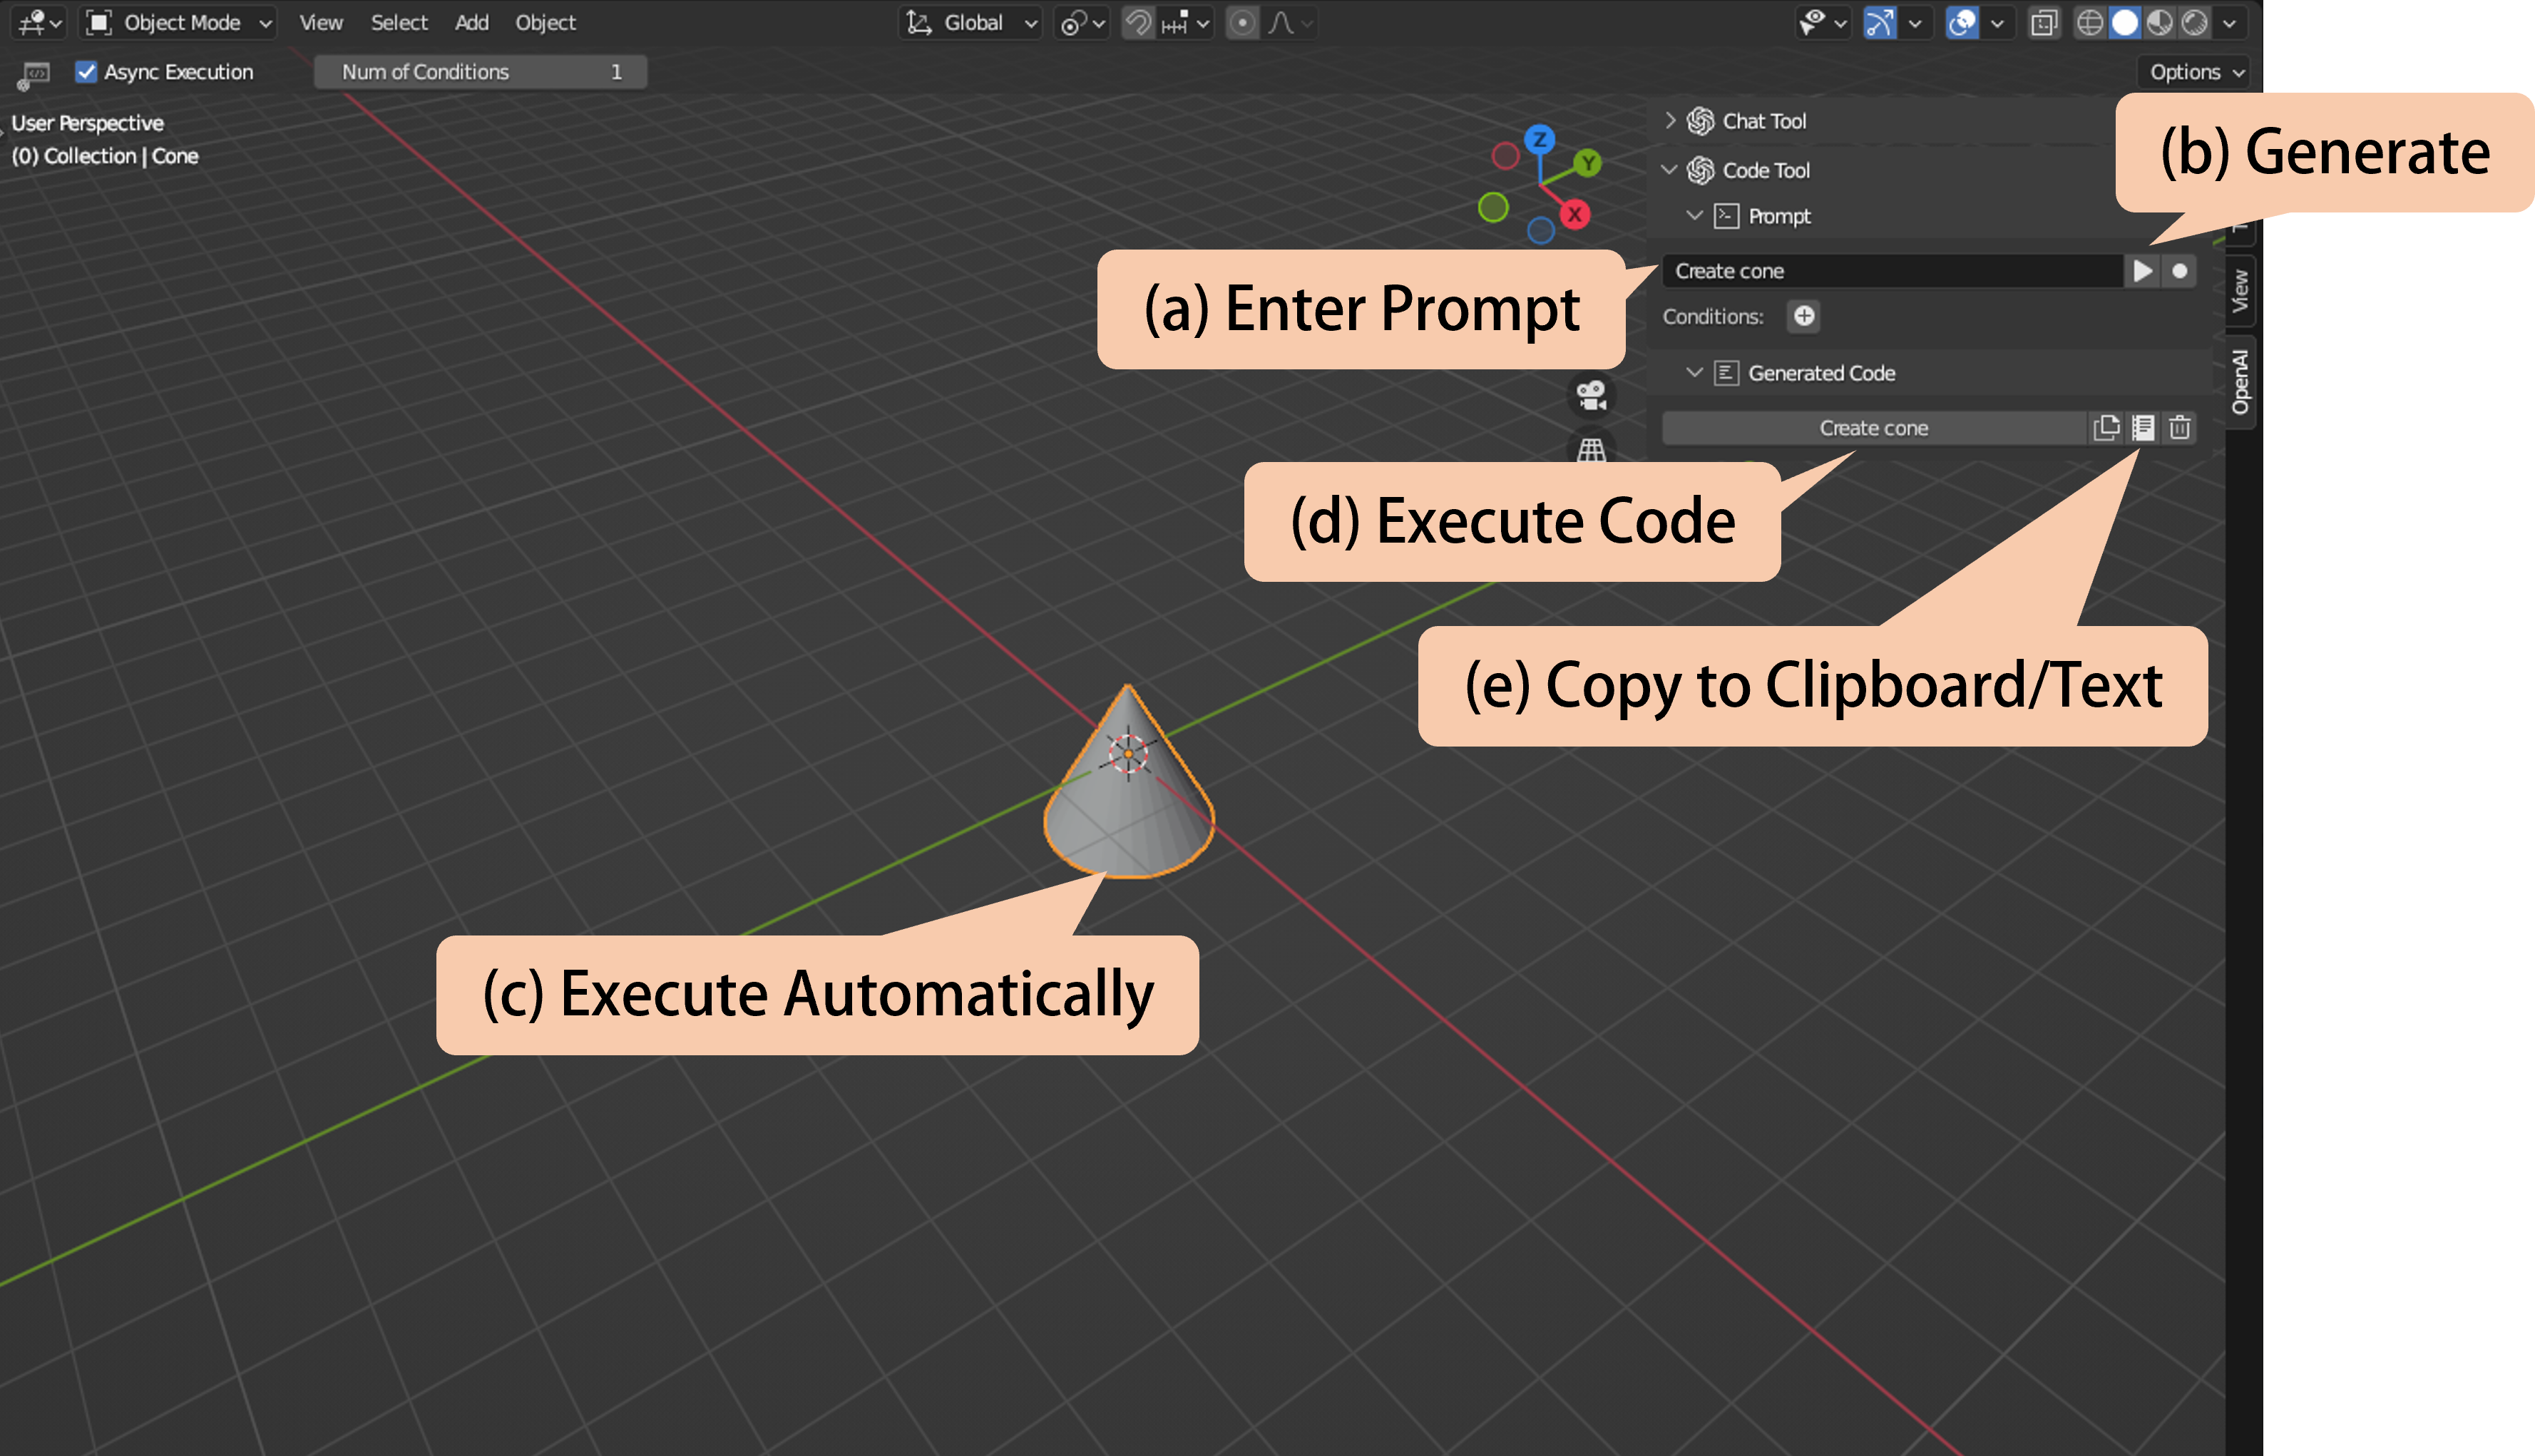 Object Mode View Select Add Object Global
Async Execution Num of Conditions 1 Options
User Perspective
(0) Collection | Cone
Z
Y
X
Chat Tool
Code Tool
Prompt
(b) Generate
(a) Enter Prompt
Create cone
Conditions:
Generated Code
Create cone
View
OpenAI
(d) Execute Code
(e) Copy to Clipboard/Text
(c) Execute Automatically